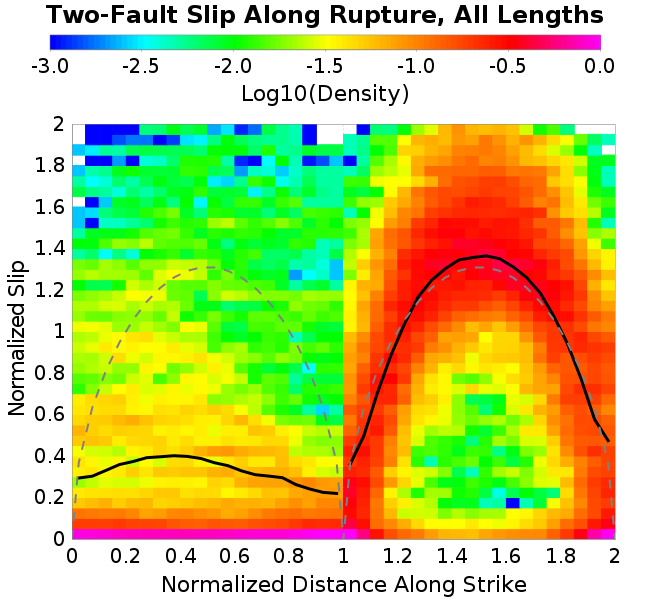 Two-Fault Slip Along Rupture, All Lengths
-3.0 -2.5 -2.0 -1.5 -1.0 -0.5 0.0
Log10(Density)
2
1.8
1.6
1.4
1.2
1
0.8
0.6
0.4
0.2
0
Normalized Slip
0 0.2 0.4 0.6 0.8 1 1.2 1.4 1.6 1.8 2
Normalized Distance Along Strike